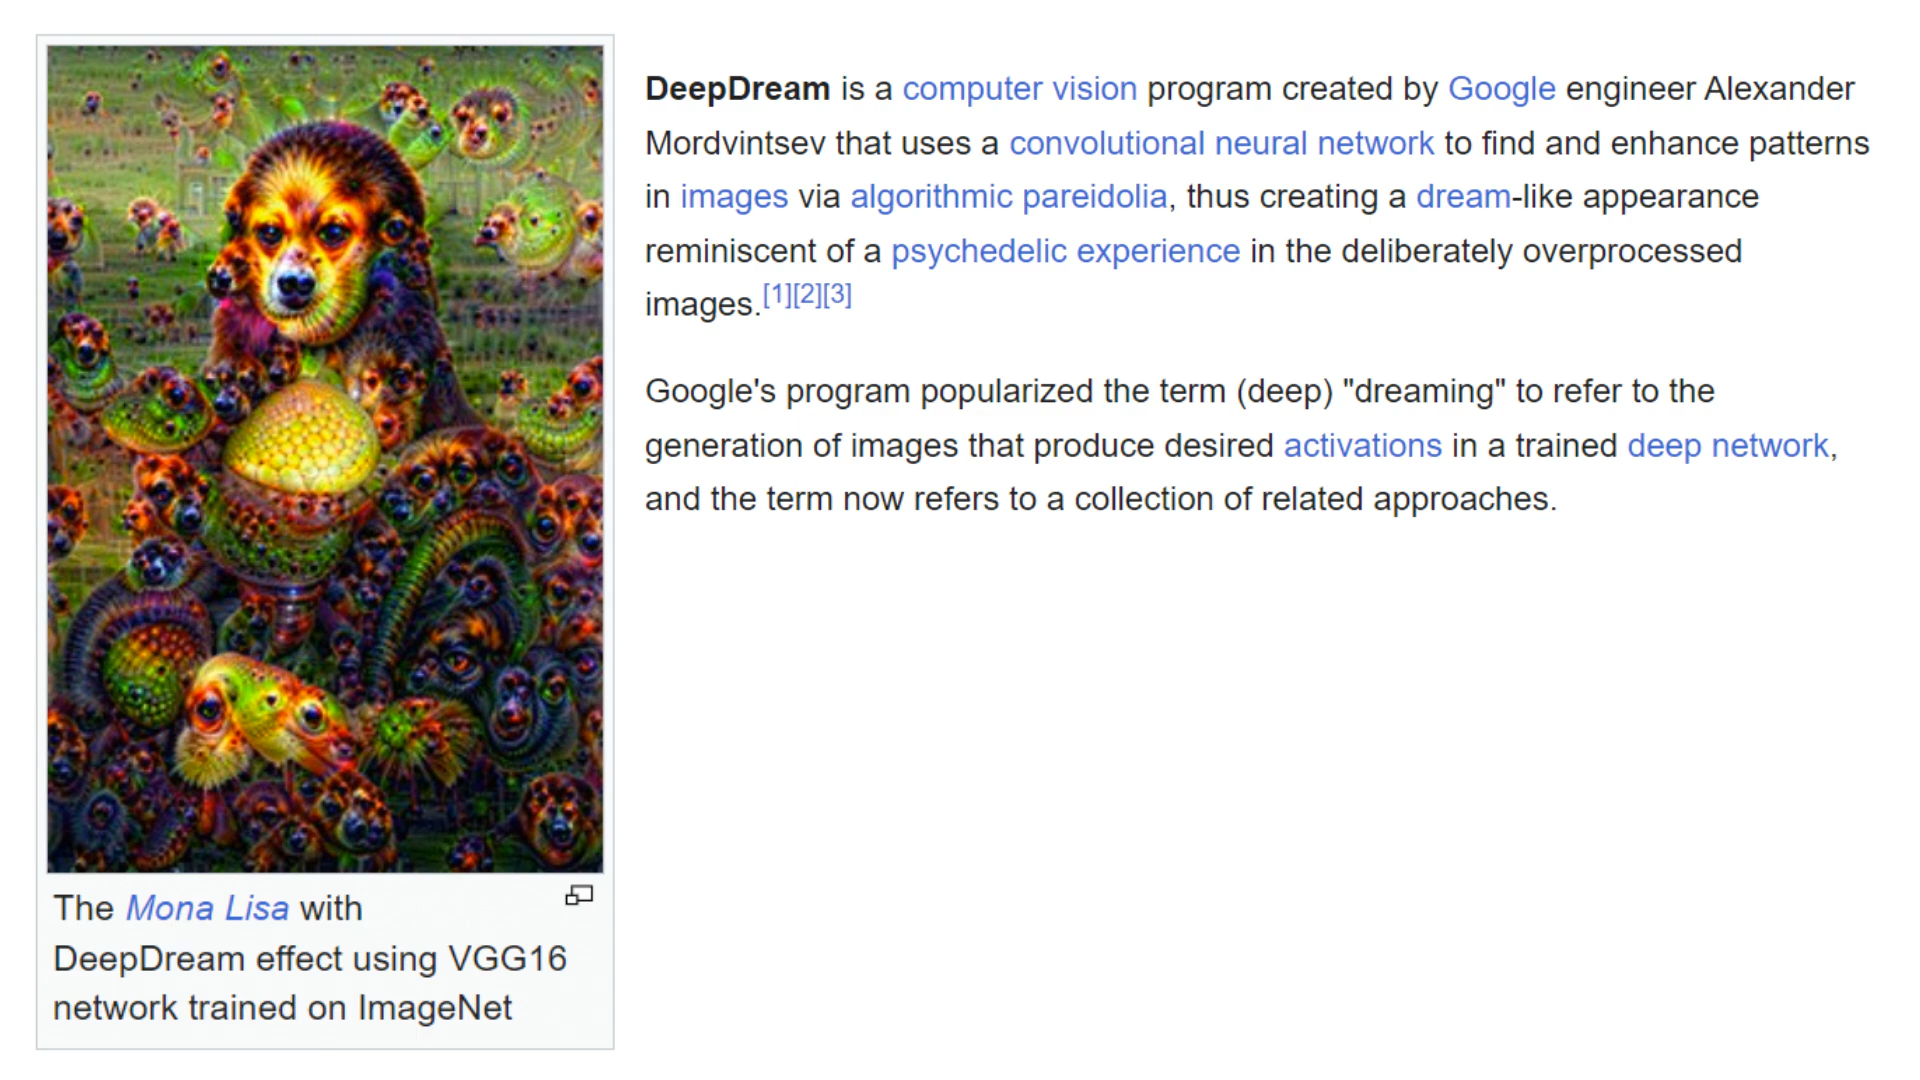 DeepDream is a computer vision program created by Google engineer Alexander
Mordvintsev that uses a convolutional neural network to find and enhance patterns
in images via algorithmic pareidolia, thus creating a dream-like appearance
reminiscent of a psychedelic experience in the deliberately overprocessed
images.[1][2][3]
Google's program popularized the term (deep) "dreaming" to refer to the
generation of images that produce desired activations in a trained deep network,
and the term now refers to a collection of related approaches.
The Mona Lisa with
DeepDream effect using VGG16
network trained on ImageNet